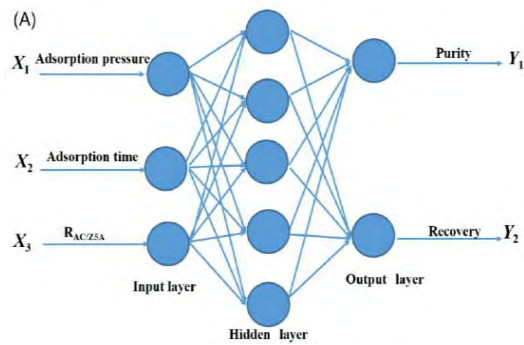 (A)
X1 Adsorption pressure Purity Y1
X2 Adsorption time
X3 RAC/Z5A Recovery Y2
Input layer Output layer
Hidden layer